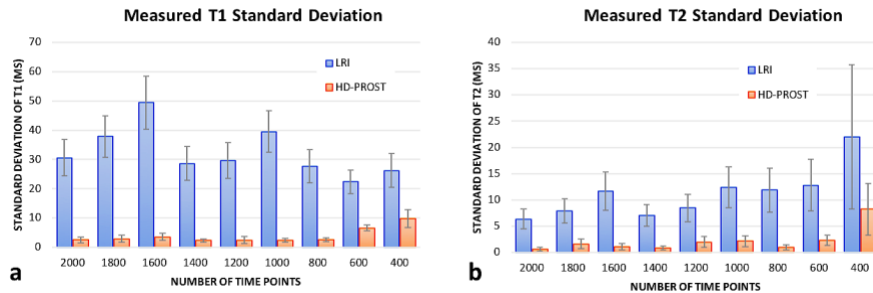 Measured T1 Standard Deviation
STANDARD DEVIATION OF T1 (MS)
70
60
50
40
30
20
10
0
LRI
HD-PROST
2000 1800 1600 1400 1200 1000 800 600 400
NUMBER OF TIME POINTS
a
Measured T2 Standard Deviation
STANDARD DEVIATION OF T2 (MS)
40
35
30
25
20
15
10
5
0
LRI
HD-PROST
2000 1800 1600 1400 1200 1000 800 600 400
NUMBER OF TIME POINTS
b